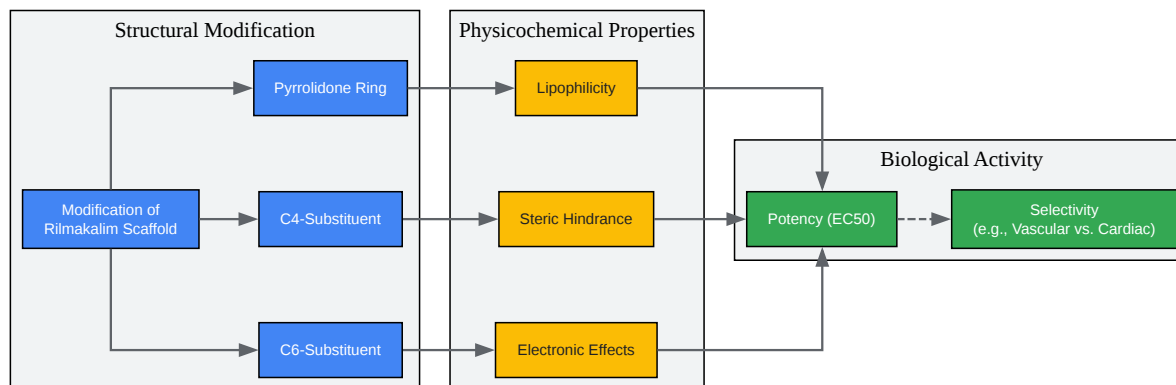 Structural Modification
Physicochemical Properties
Pyrrolidone Ring
Lipophilicity
Biological Activity
Modification of
Rilmakalim Scaffold
C4-Substituent
Steric Hindrance
Potency (EC50)
Selectivity
(e.g., Vascular vs. Cardiac)
C6-Substituent
Electronic Effects